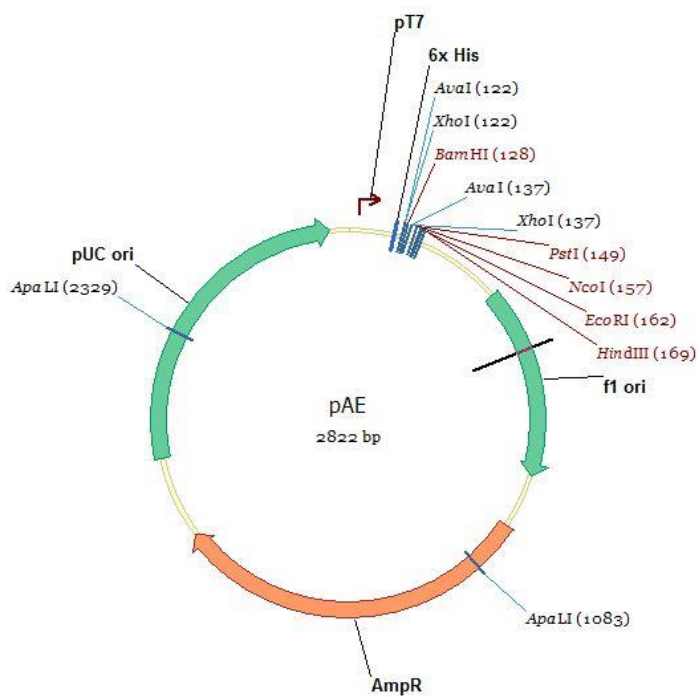 pT7
6x His
AvaI (122)
XhoI (122)
BamHI (128)
AvaI (137)
XhoI (137)
PstI (149)
NcoI (157)
EcoRI (162)
HindIII (169)
f1 ori
pUC ori
ApaLI (2329)
pAE
2822 bp
ApaLI (1083)
AmpR